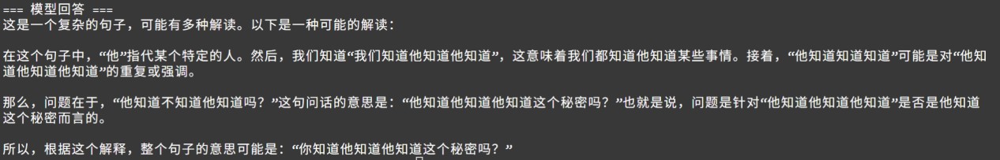 === 模型回答 ===
这是一个复杂的句子，可能有多种解读。以下是一种可能的解读：
在这个句子中，“他”指代某个特定的人。然后，我们知道“我们知道他知道他知道”，这意味着我们都知道他知道某些事情。接着，“他知道知道知道”可能是对“他知
道他知道他知道”的重复或强调。
那么，问题在于，“他知道不知道他知道吗？”这句问话的意思是：“他知道他知道他知道这个秘密吗？”也就是说，问题是针对“他知道他知道他知道”是否是他知道
这个秘密而言的。
所以，根据这个解释，整个句子的意思可能是：“你知道他知道他知道这个秘密吗？”